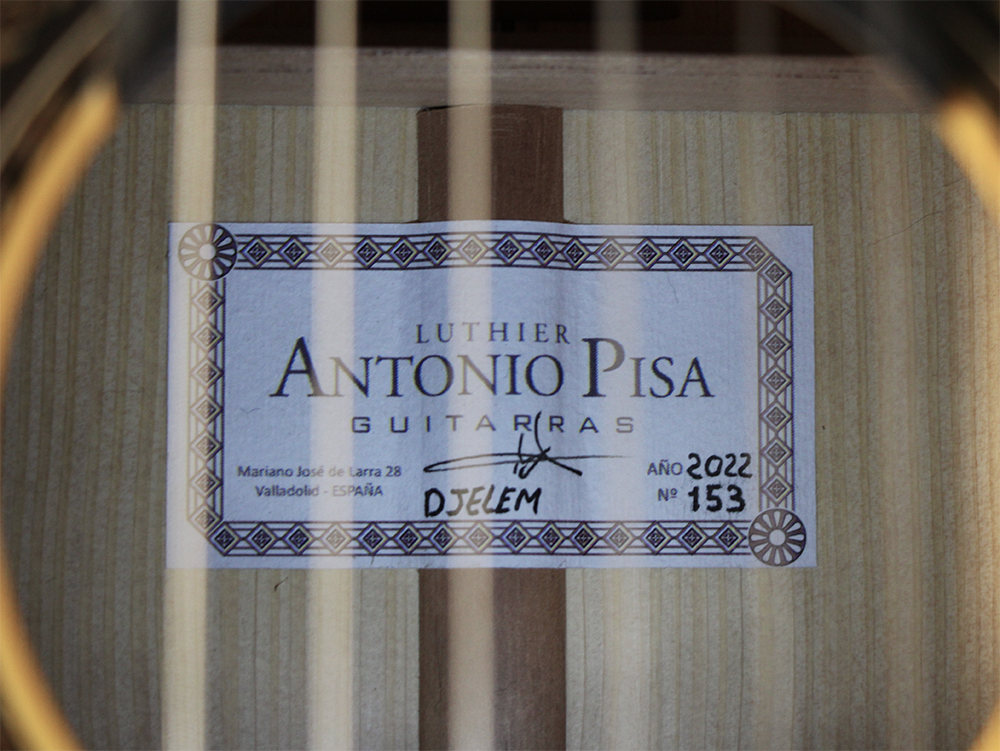 LUTHIER
ANTONIO PISA
GUITARRAS
Mariano José de Larra 28
Valladolid - ESPAÑA
DJELEM
AÑO 2022
Nº 153